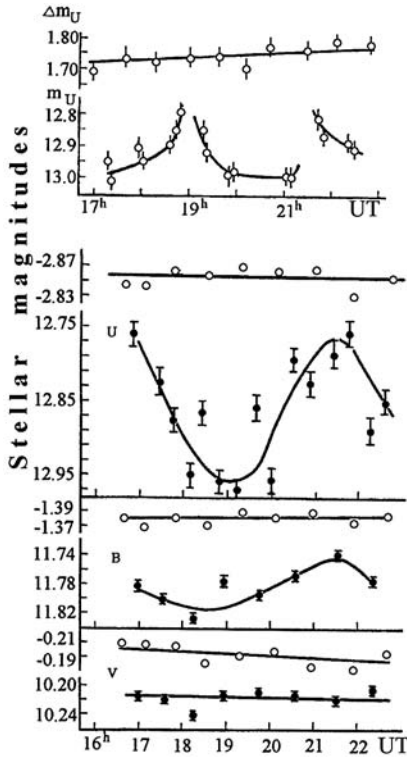 Stellar magnitudes
Δm_U
1.80
1.70
m_U
12.8
12.9
13.0
17^h 19^h 21^h UT
-2.87
-2.83
12.75
U
12.85
12.95
-1.39
-1.37
11.74
B
11.78
11.82
-0.21
-0.19
V
10.20
10.24
16^h 17 18 19 20 21 22 UT